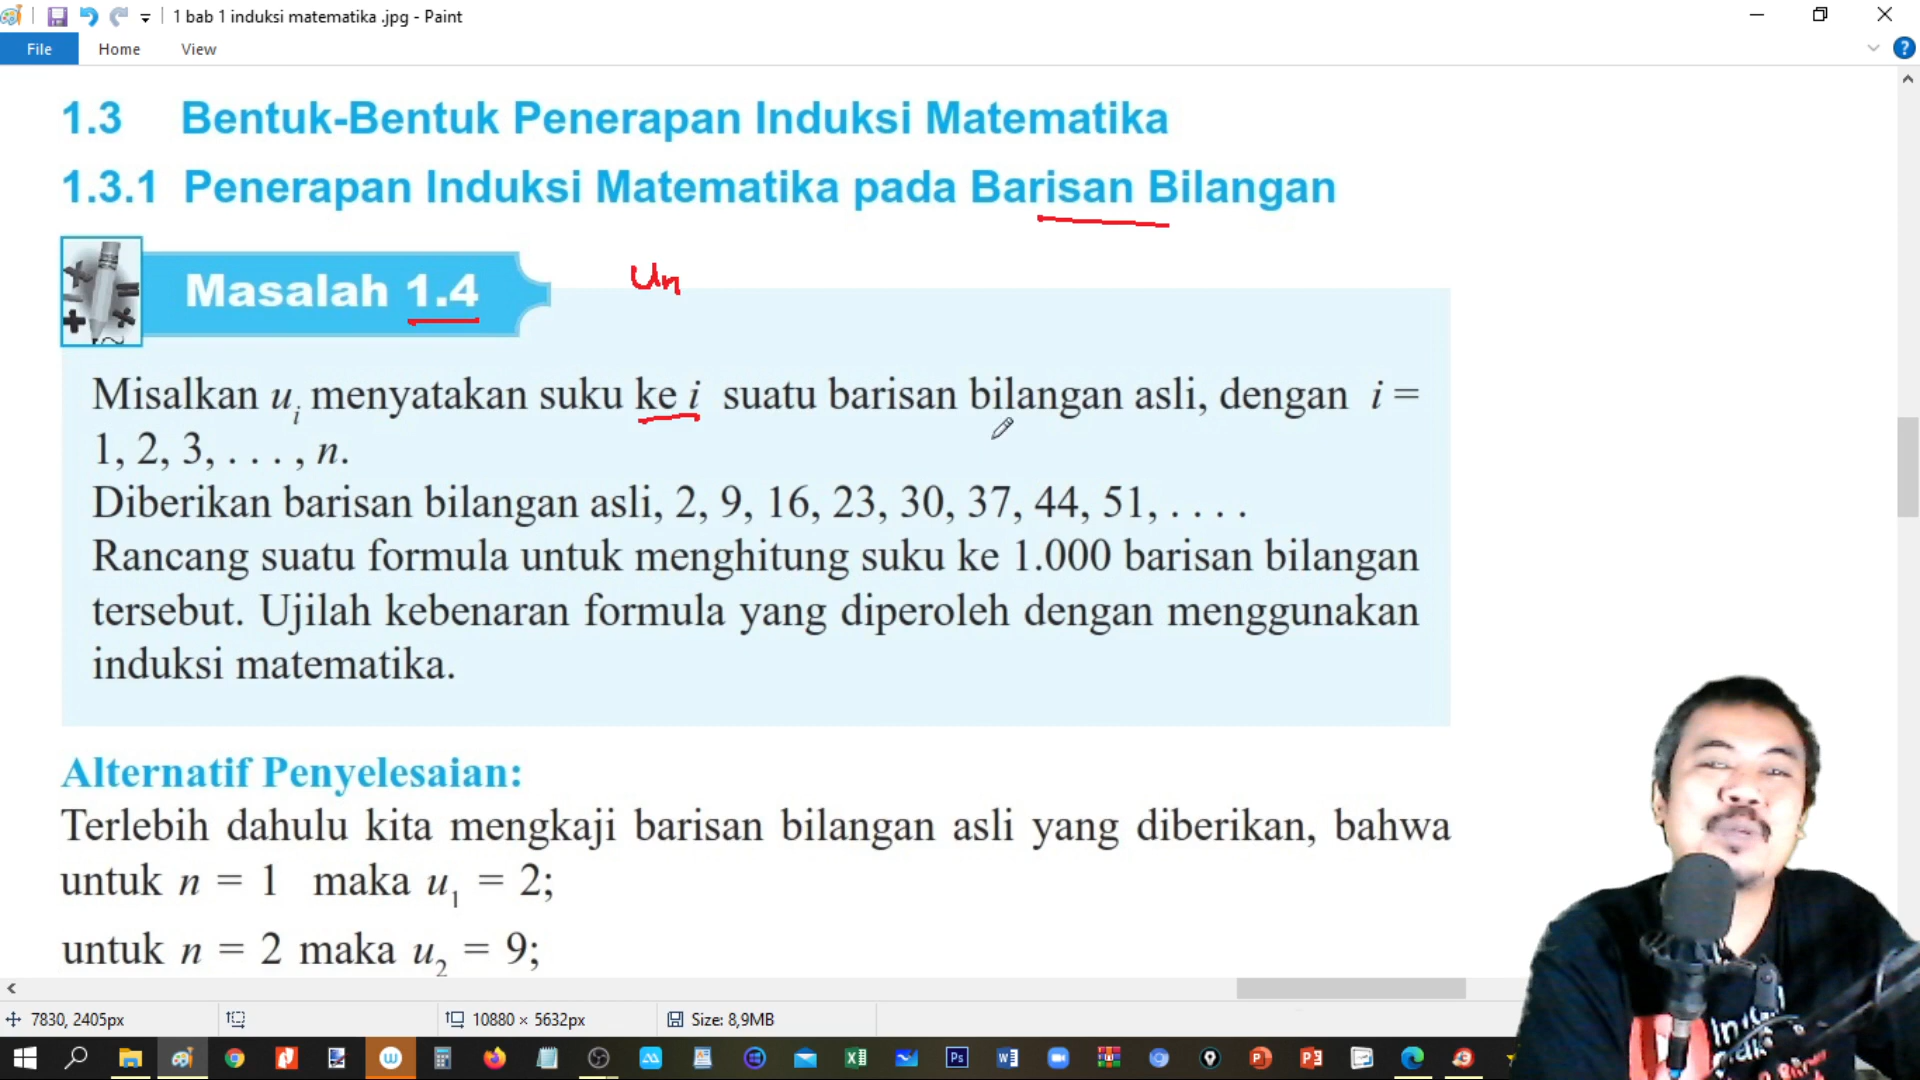 1 bab 1 induksi matematika .jpg - Paint
File Home View
1.3 Bentuk-Bentuk Penerapan Induksi Matematika
1.3.1 Penerapan Induksi Matematika pada Barisan Bilangan
Masalah 1.4
Un
Misalkan uᵢ menyatakan suku ke i suatu barisan bilangan asli, dengan i =
1, 2, 3, . . . , n.
Diberikan barisan bilangan asli, 2, 9, 16, 23, 30, 37, 44, 51, . . . .
Rancang suatu formula untuk menghitung suku ke 1.000 barisan bilangan
tersebut. Ujilah kebenaran formula yang diperoleh dengan menggunakan
induksi matematika.
Alternatif Penyelesaian:
Terlebih dahulu kita mengkaji barisan bilangan asli yang diberikan, bahwa
untuk n = 1 maka u₁ = 2;
untuk n = 2 maka u₂ = 9;
7830, 2405px 10880 × 5632px Size: 8,9MB